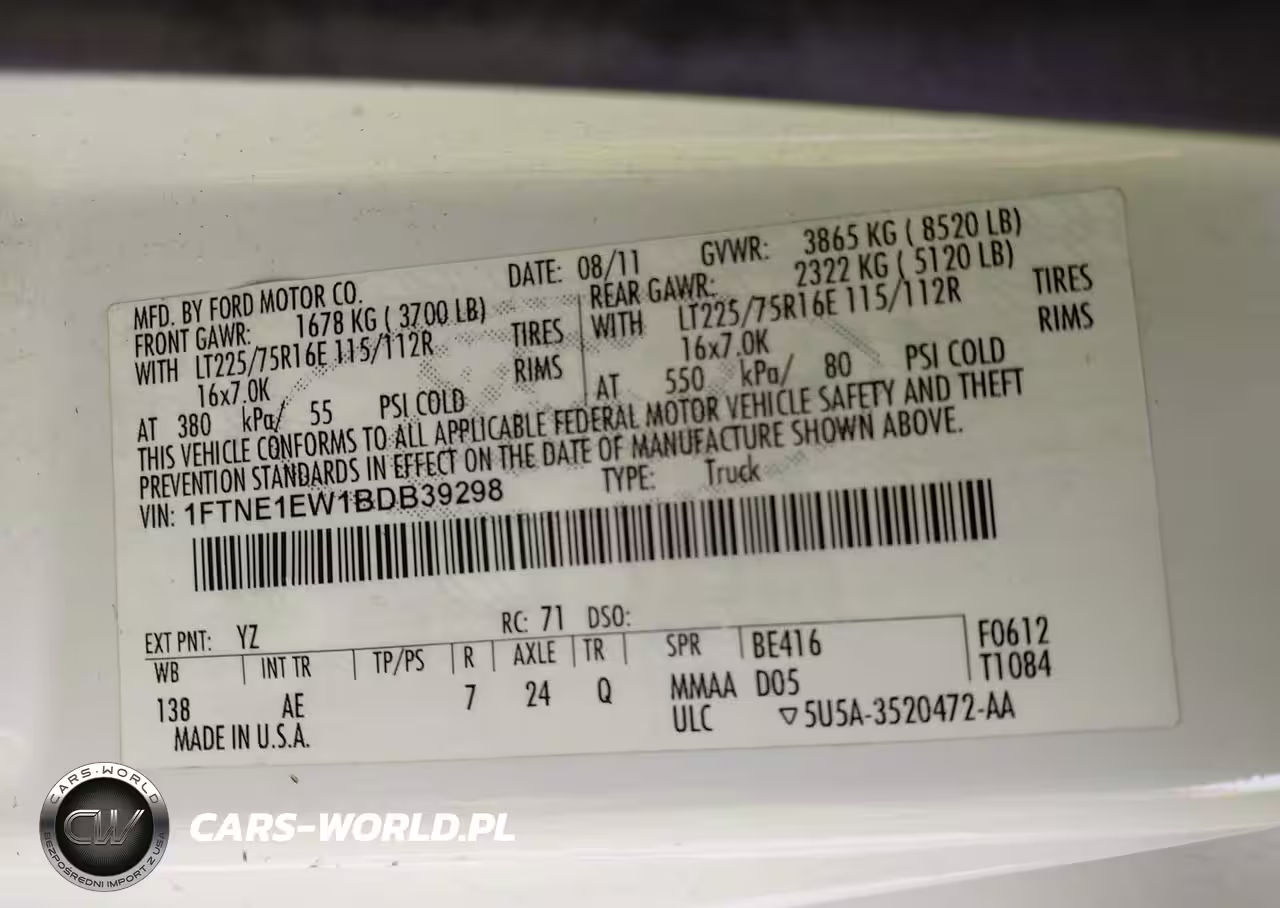 MFD. BY FORD MOTOR CO. DATE: 08/11 GVWR: 3865 KG ( 8520 LB)
FRONT GAWR: 1678 KG ( 3700 LB) REAR GAWR: 2322 KG ( 5120 LB)
WITH LT225/75R16E 115/112R TIRES WITH LT225/75R16E 115/112R TIRES
16x7.0K RIMS 16x7.0K RIMS
AT 380 kPa/ 55 PSI COLD AT 550 kPa/ 80 PSI COLD
THIS VEHICLE CONFORMS TO ALL APPLICABLE FEDERAL MOTOR VEHICLE SAFETY AND THEFT
PREVENTION STANDARDS IN EFFECT ON THE DATE OF MANUFACTURE SHOWN ABOVE.
VIN: 1FTNE1EW1BDB39298 TYPE: Truck
EXT PNT: YZ RC: 71 DSO:
WB INT TR TP/PS R AXLE TR SPR BE416 F0612
138 AE 7 24 Q MMAA D05 T1084
MADE IN U.S.A. ULC ▽5U5A-3520472-AA
CARS-WORLD
CW
BEZPOŚREDNI IMPORT Z USA
CARS-WORLD.PL